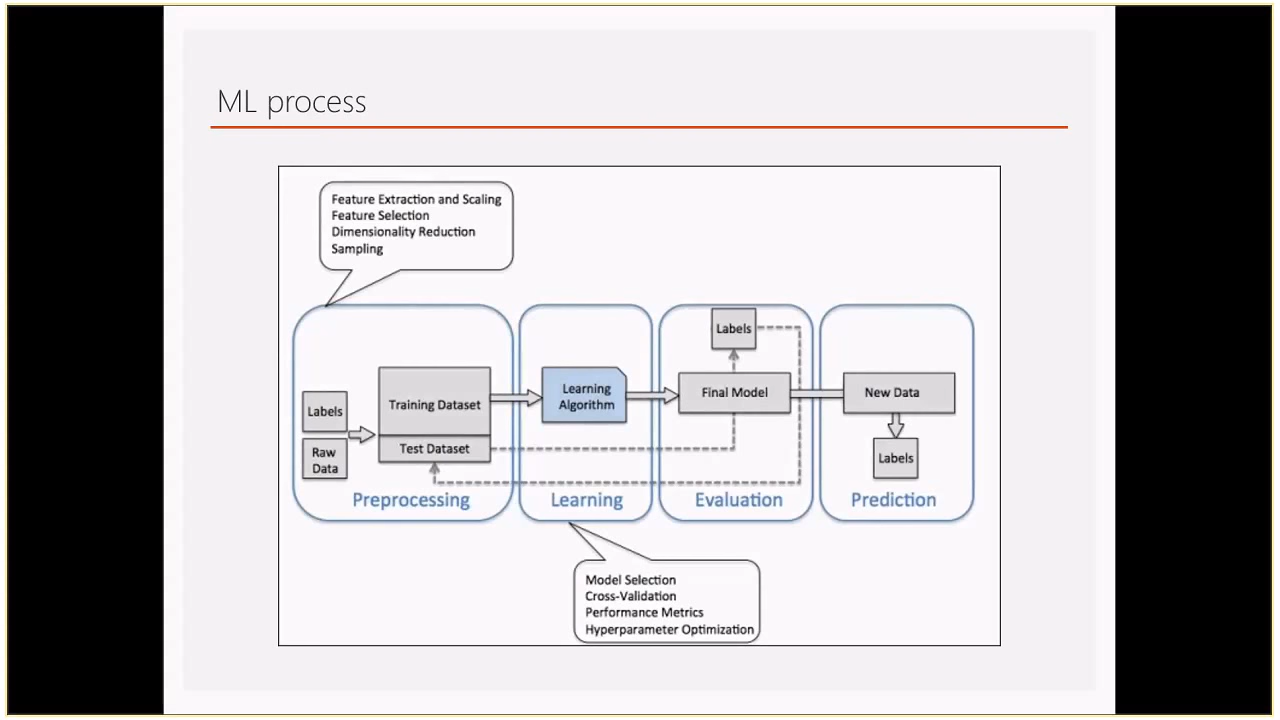 ML process
Feature Extraction and Scaling
Feature Selection
Dimensionality Reduction
Sampling
Labels
Raw
Data
Training Dataset
Test Dataset
Preprocessing
Learning
Algorithm
Learning
Labels
Final Model
Evaluation
New Data
Labels
Prediction
Model Selection
Cross-Validation
Performance Metrics
Hyperparameter Optimization